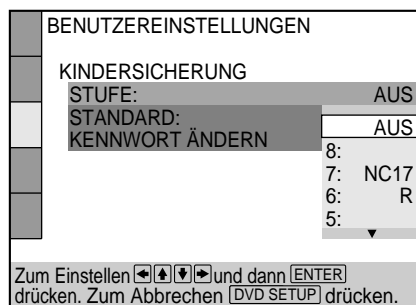 BENUTZEREINSTELLUNGEN
KINDERSICHERUNG
STUFE: AUS
STANDARD:
KENNWORT ÄNDERN
AUS
8:
7: NC17
6: R
5:
Zum Einstellen und dann ENTER
drücken. Zum Abbrechen DVD SETUP drücken.